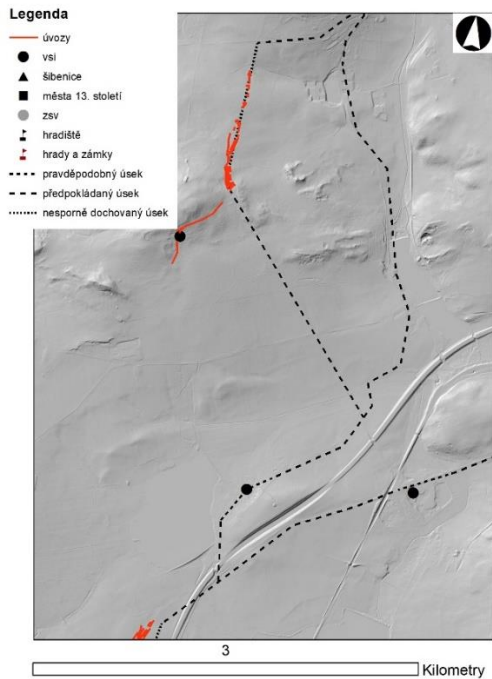 Legenda
úvozy
vsi
šibenice
města 13. století
zsv
hradiště
hrady a zámky
pravděpodobný úsek
předpokládaný úsek
nesporně dochovaný úsek
3
Kilometry